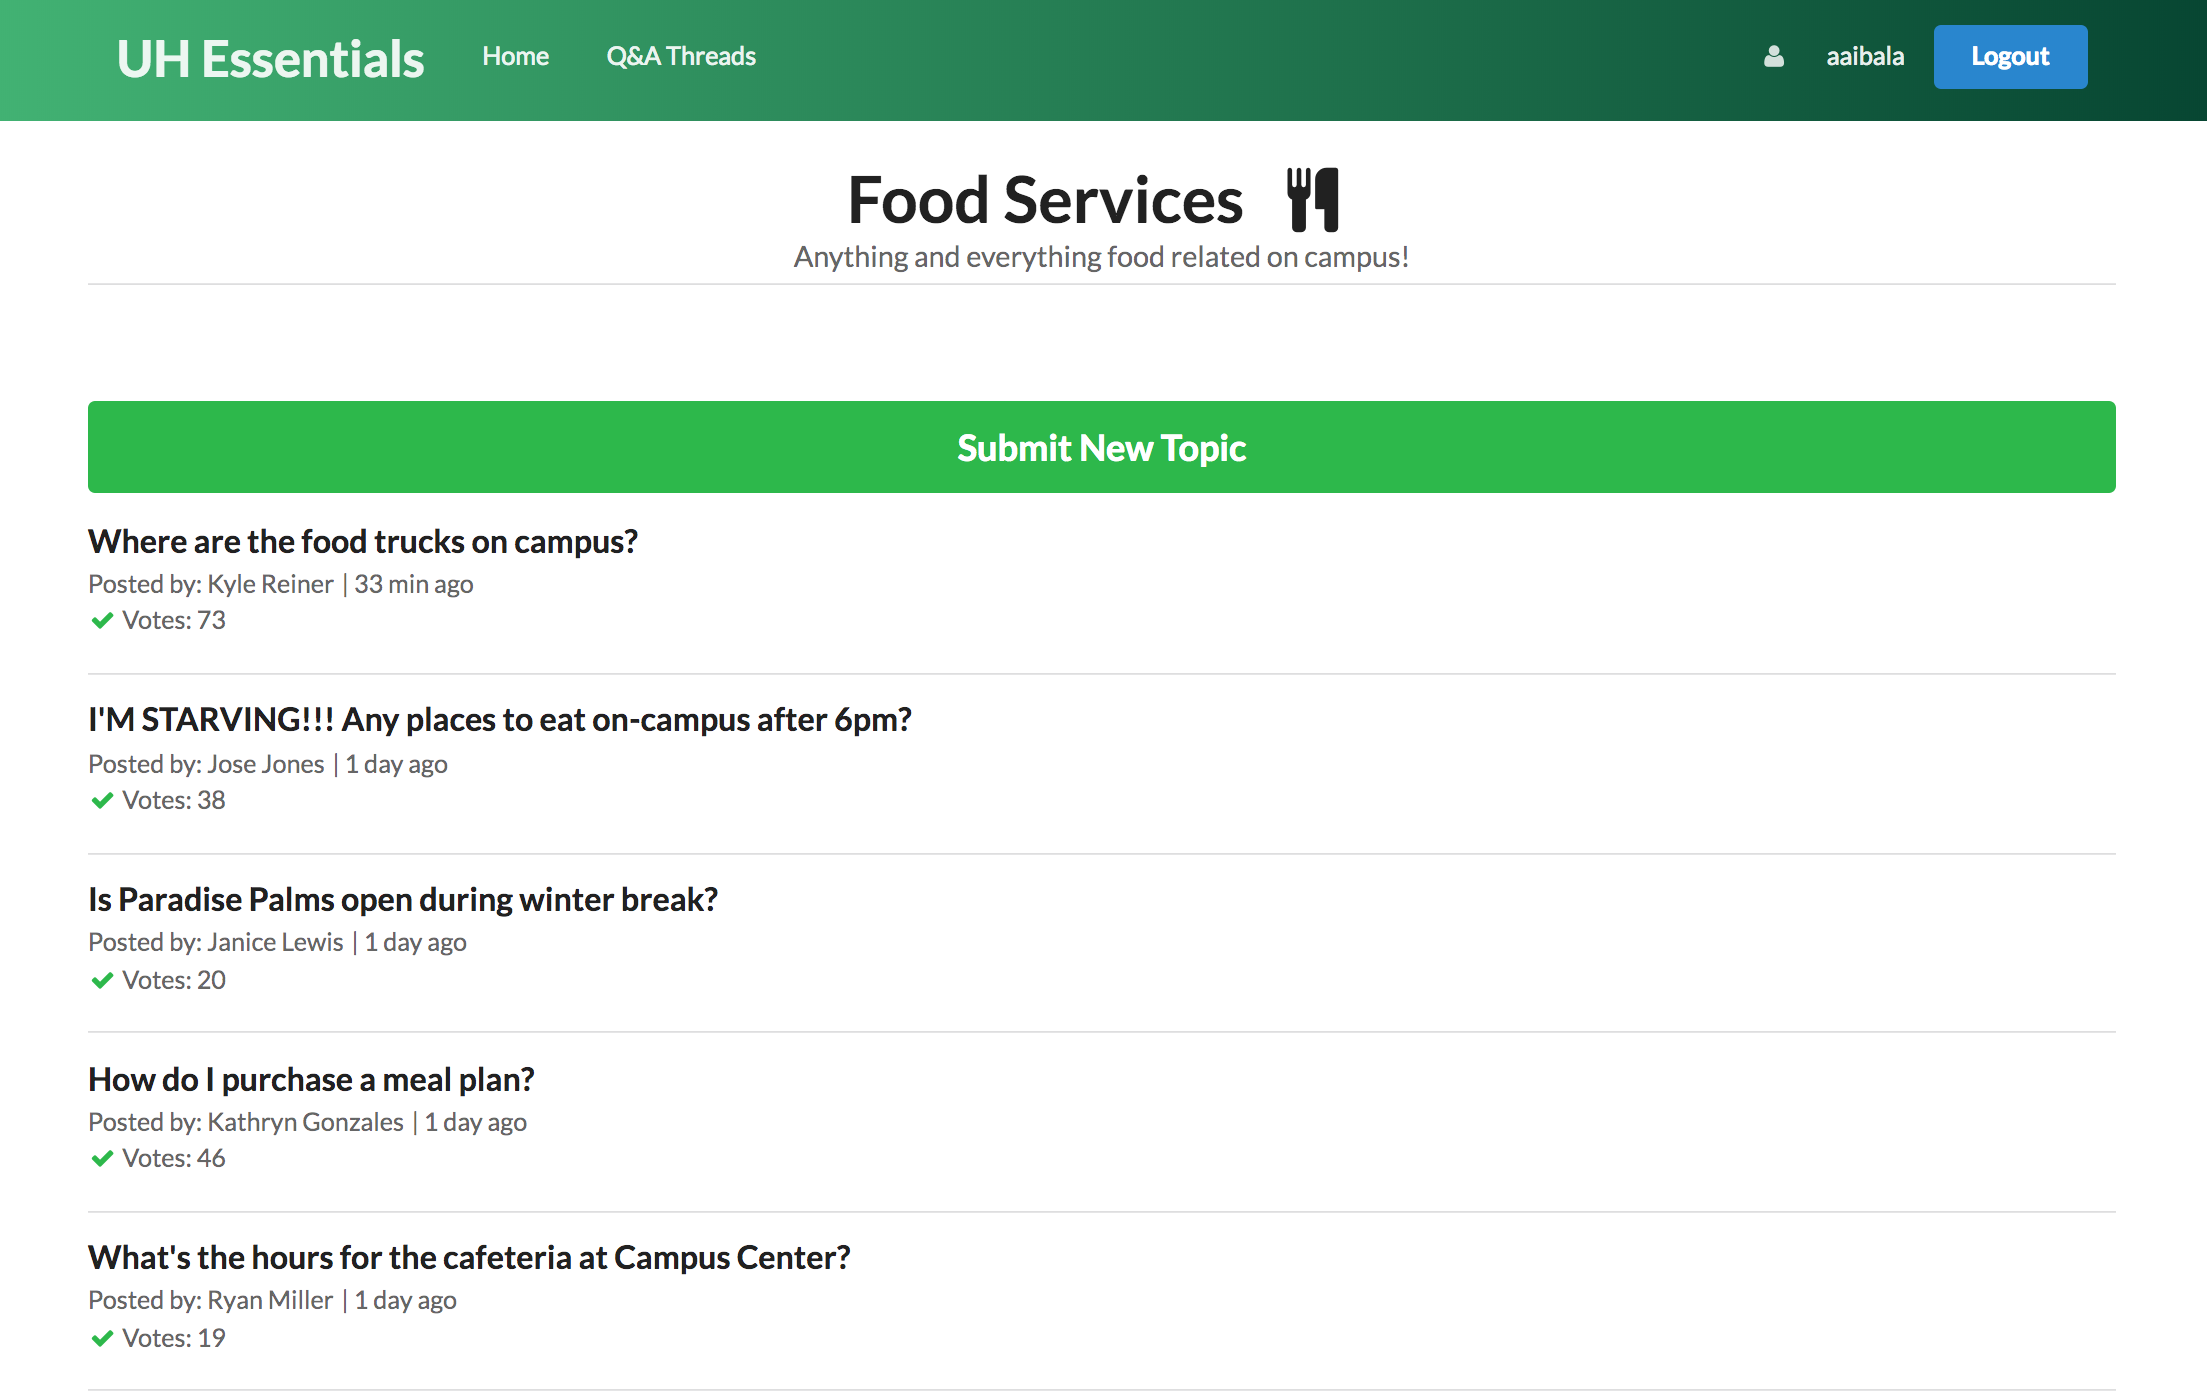 UH Essentials Home Q&A Threads aaibala Logout
Food Services
Anything and everything food related on campus!
Submit New Topic
Where are the food trucks on campus?
Posted by: Kyle Reiner | 33 min ago
Votes: 73
I'M STARVING!!! Any places to eat on-campus after 6pm?
Posted by: Jose Jones | 1 day ago
Votes: 38
Is Paradise Palms open during winter break?
Posted by: Janice Lewis | 1 day ago
Votes: 20
How do I purchase a meal plan?
Posted by: Kathryn Gonzales | 1 day ago
Votes: 46
What's the hours for the cafeteria at Campus Center?
Posted by: Ryan Miller | 1 day ago
Votes: 19